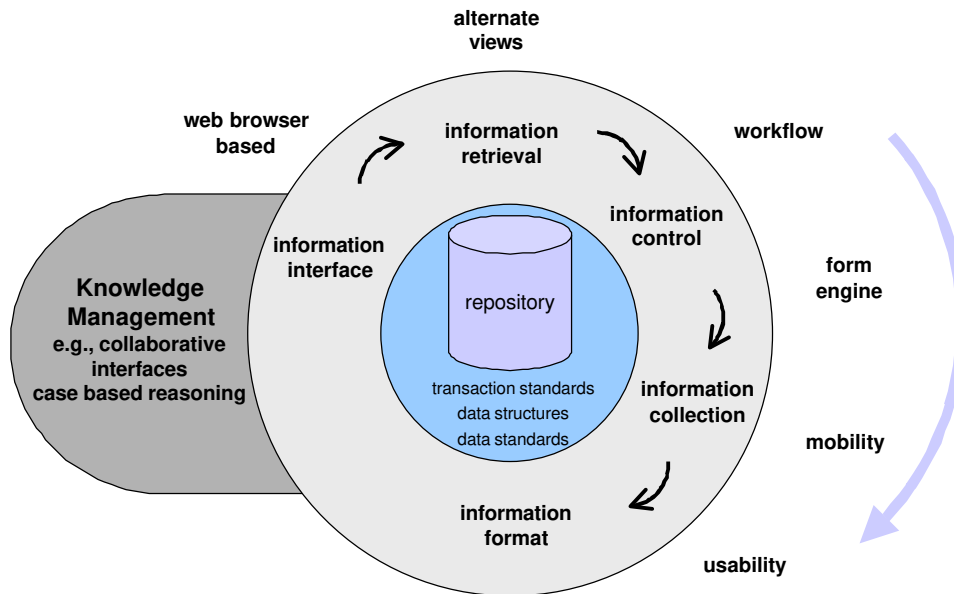 alternate
views
web browser
based
information
retrieval
workflow
information
control
information
interface
form
engine
Knowledge
Management
e.g., collaborative
interfaces
case based reasoning
repository
transaction standards
data structures
data standards
information
collection
mobility
information
format
usability